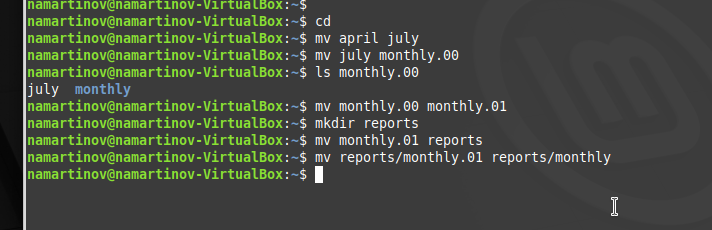 namartinov@namartinov-VirtualBox:~$
namartinov@namartinov-VirtualBox:~$ cd
namartinov@namartinov-VirtualBox:~$ mv april july
namartinov@namartinov-VirtualBox:~$ mv july monthly.00
namartinov@namartinov-VirtualBox:~$ ls monthly.00
july  monthly
namartinov@namartinov-VirtualBox:~$ mv monthly.00 monthly.01
namartinov@namartinov-VirtualBox:~$ mkdir reports
namartinov@namartinov-VirtualBox:~$ mv monthly.01 reports
namartinov@namartinov-VirtualBox:~$ mv reports/monthly.01 reports/monthly
namartinov@namartinov-VirtualBox:~$